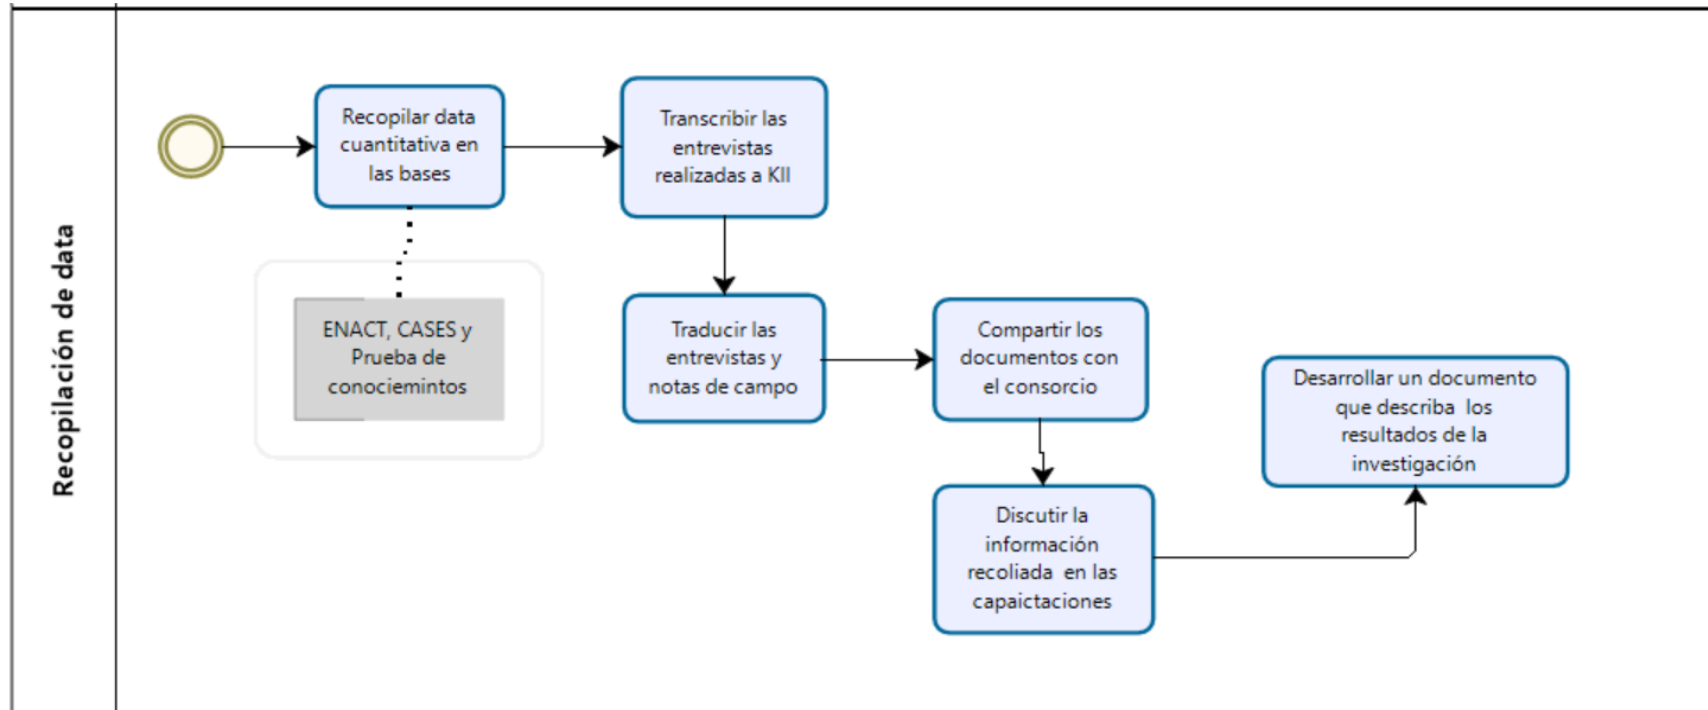 Recopilación de data
Recopilar data
cuantitativa en
las bases
Transcribir las
entrevistas
realizadas a KII
ENACT, CASES y
Prueba de
conociemintos
Traducir las
entrevistas y
notas de campo
Compartir los
documentos con
el consorcio
Discutir la
información
recoliada en las
capaictaciones
Desarrollar un documento
que describa los
resultados de la
investigación